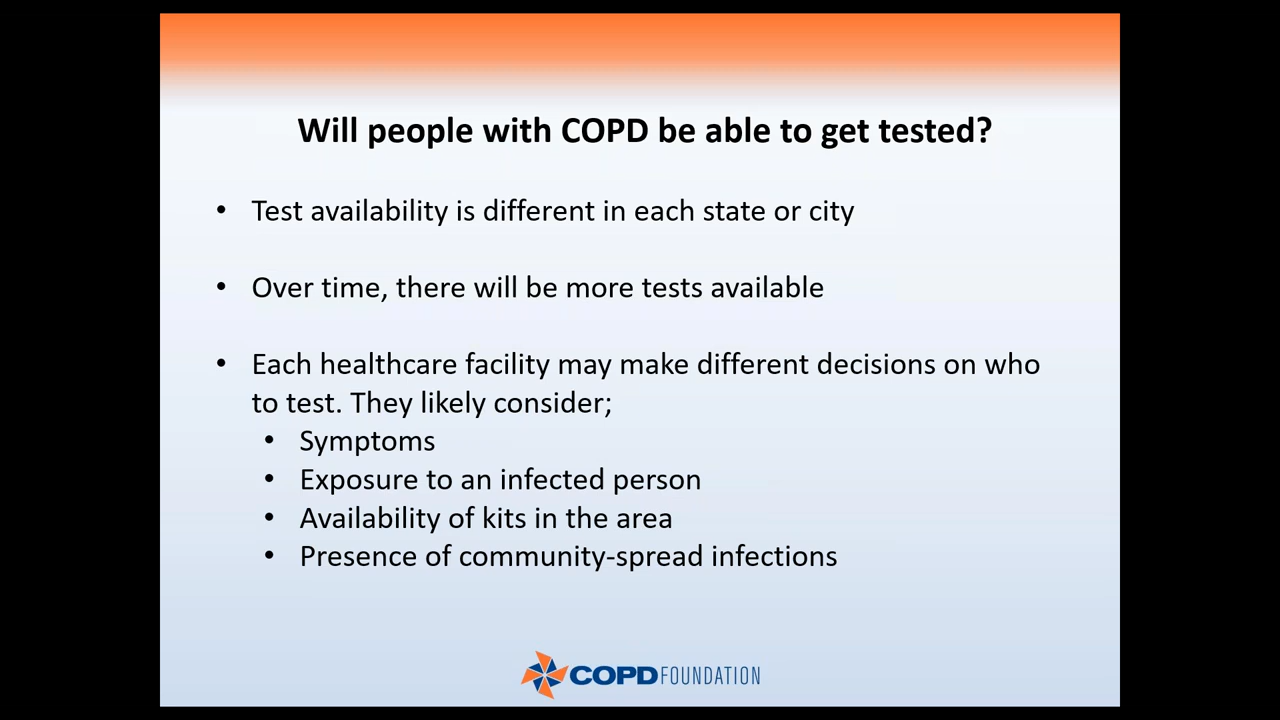 Will people with COPD be able to get tested?
• Test availability is different in each state or city
• Over time, there will be more tests available
• Each healthcare facility may make different decisions on who
to test. They likely consider;
• Symptoms
• Exposure to an infected person
• Availability of kits in the area
• Presence of community-spread infections
COPD FOUNDATION